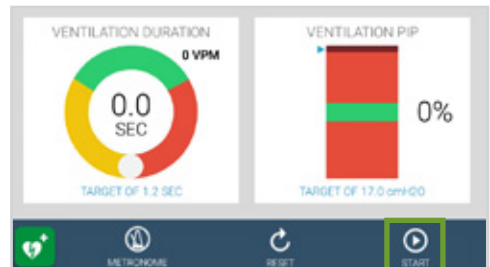 VENTILATION DURATION
0 VPM
0.0
SEC
TARGET OF 1.2 SEC
VENTILATION PIP
0%
TARGET OF 17.0 cmH2O
METRONOME
RESET
START